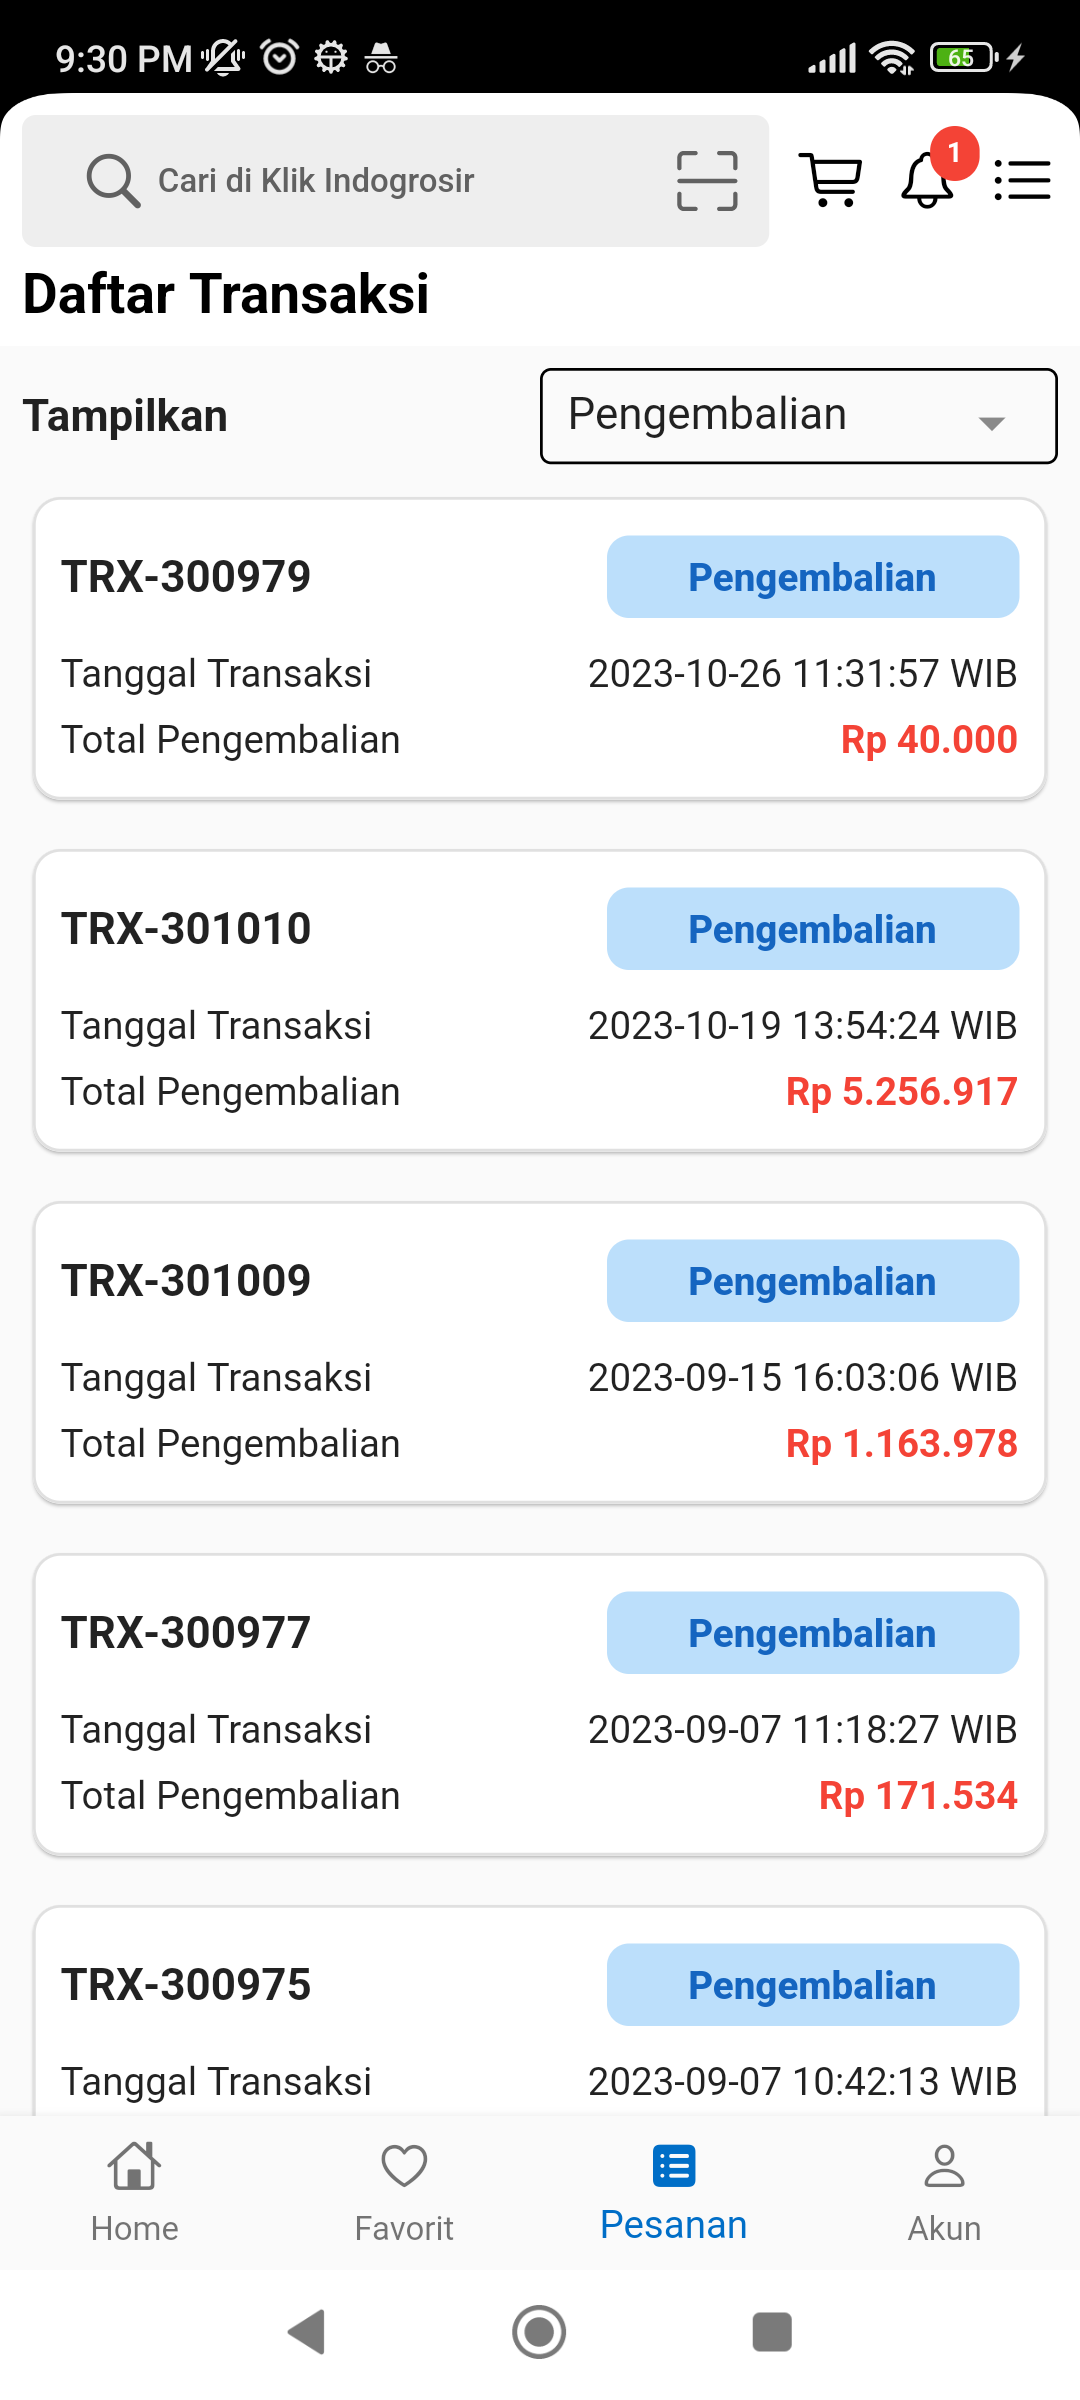 9:30 PM
65
Cari di Klik Indogrosir
1
Daftar Transaksi
Tampilkan
Pengembalian
TRX-300979
Pengembalian
Tanggal Transaksi 2023-10-26 11:31:57 WIB
Total Pengembalian Rp 40.000
TRX-301010
Pengembalian
Tanggal Transaksi 2023-10-19 13:54:24 WIB
Total Pengembalian Rp 5.256.917
TRX-301009
Pengembalian
Tanggal Transaksi 2023-09-15 16:03:06 WIB
Total Pengembalian Rp 1.163.978
TRX-300977
Pengembalian
Tanggal Transaksi 2023-09-07 11:18:27 WIB
Total Pengembalian Rp 171.534
TRX-300975
Pengembalian
Tanggal Transaksi 2023-09-07 10:42:13 WIB
Home Favorit Pesanan Akun